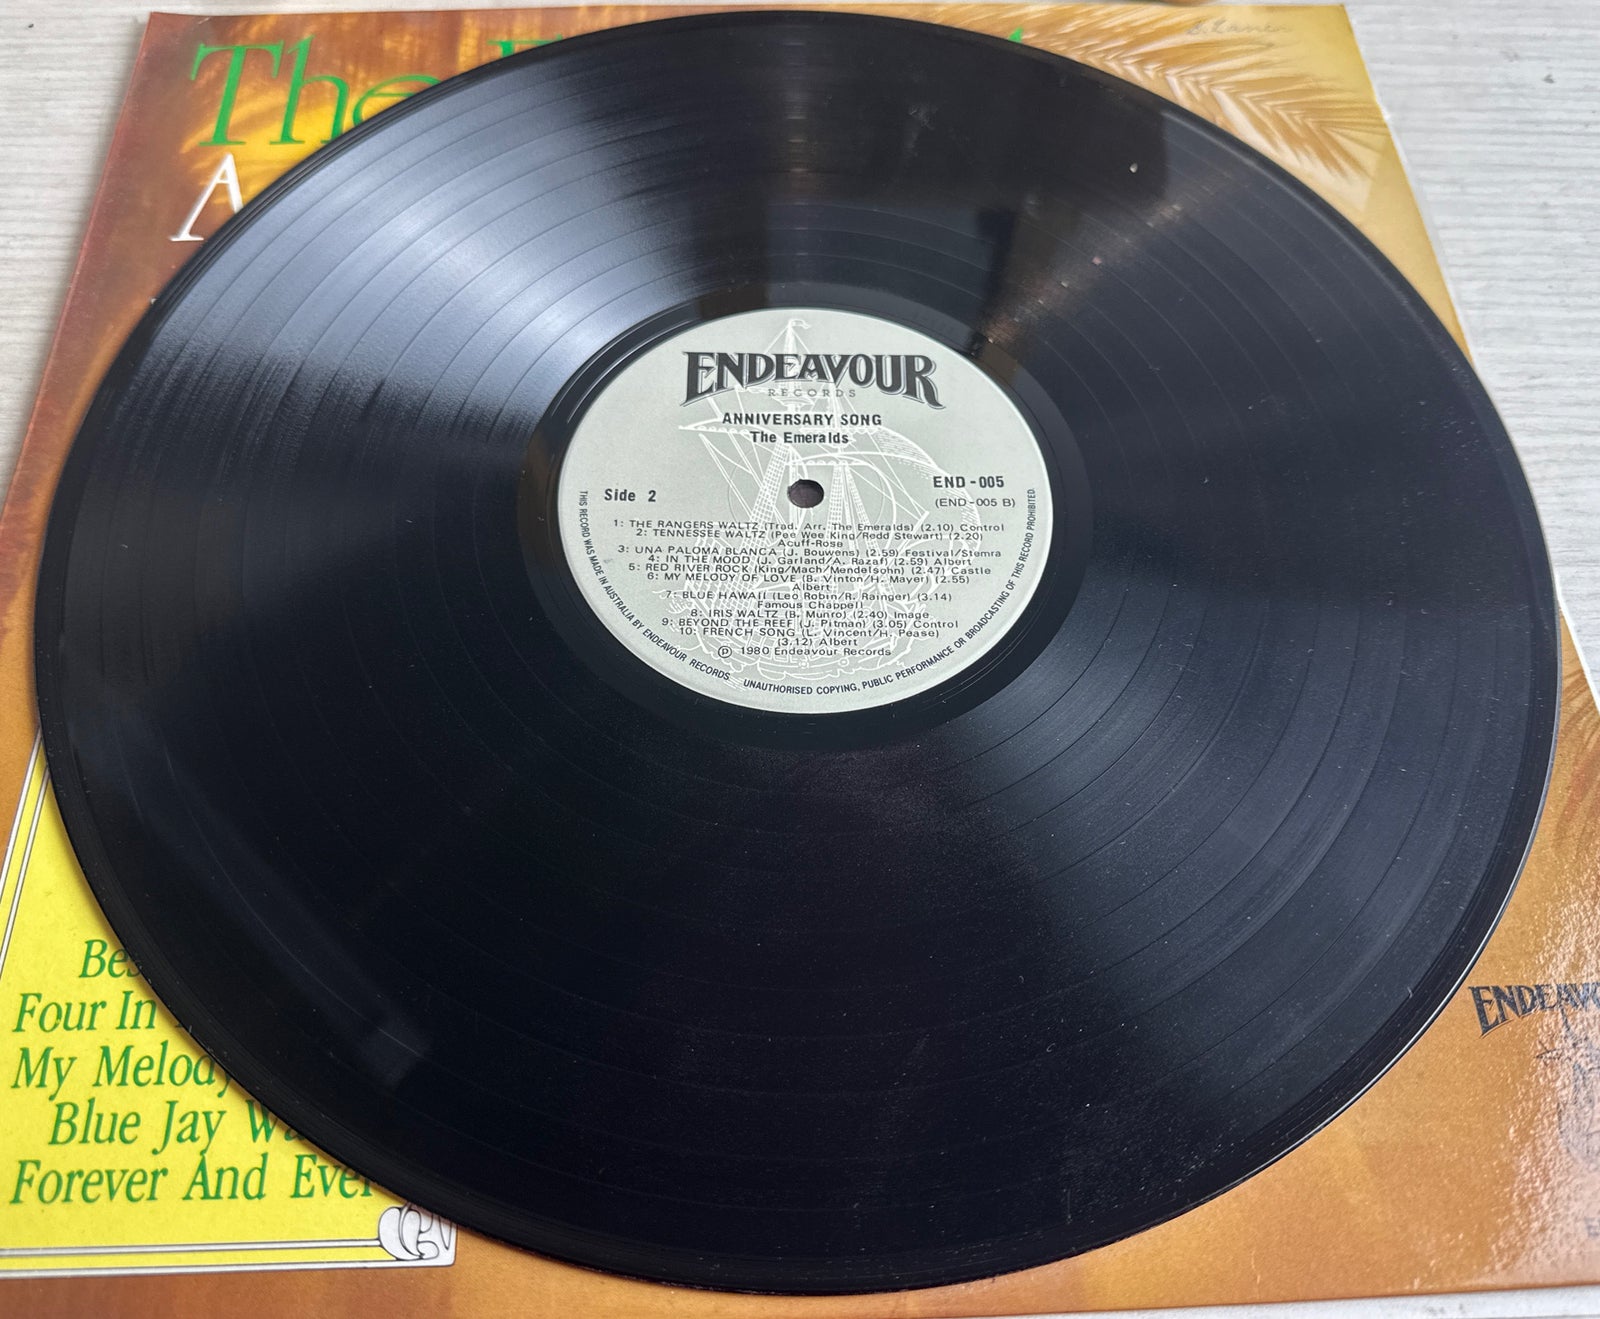 The
A
ENDEAVOUR
RECORDS
ANNIVERSARY SONG
The Emeralds
Side 2
END-005
(END-005 B)
1: THE RANGERS WALTZ (Trad. Arr. The Emeralds) (2.10) Control
2: TENNESSEE WALTZ (Pee Wee King/Redd Stewart) (2.20)
Acuff-Rose
3: UNA PALOMA BLANCA (J. Bouwens) (2.59) Festival/Stemra
4: IN THE MOOD (J. Garland/A. Razaf) (2.59) Albert
5: RED RIVER ROCK (King/Mach/Mendelsohn) (2.47) Castle
6: MY MELODY OF LOVE (B. Vinton/H. Mayer) (2.55)
Albert
7: BLUE HAWAII (Leo Robin/R. Rainger) (3.14)
Famous Chappell
8: IRIS WALTZ (B. Munro) (2.40) Image
9: BEYOND THE REEF (J. Pitman) (3.05) Control
10: FRENCH SONG (L. Vincent/H. Pease)
(3.12) Albert
Ⓟ 1980 Endeavour Records
THIS RECORD WAS MADE IN AUSTRALIA BY ENDEAVOUR RECORDS. UNAUTHORISED COPYING, PUBLIC PERFORMANCE OR BROADCASTING OF THIS RECORD PROHIBITED.
Four In
My Melody
Blue Jay Wa
Forever And Ever
ENDEAV